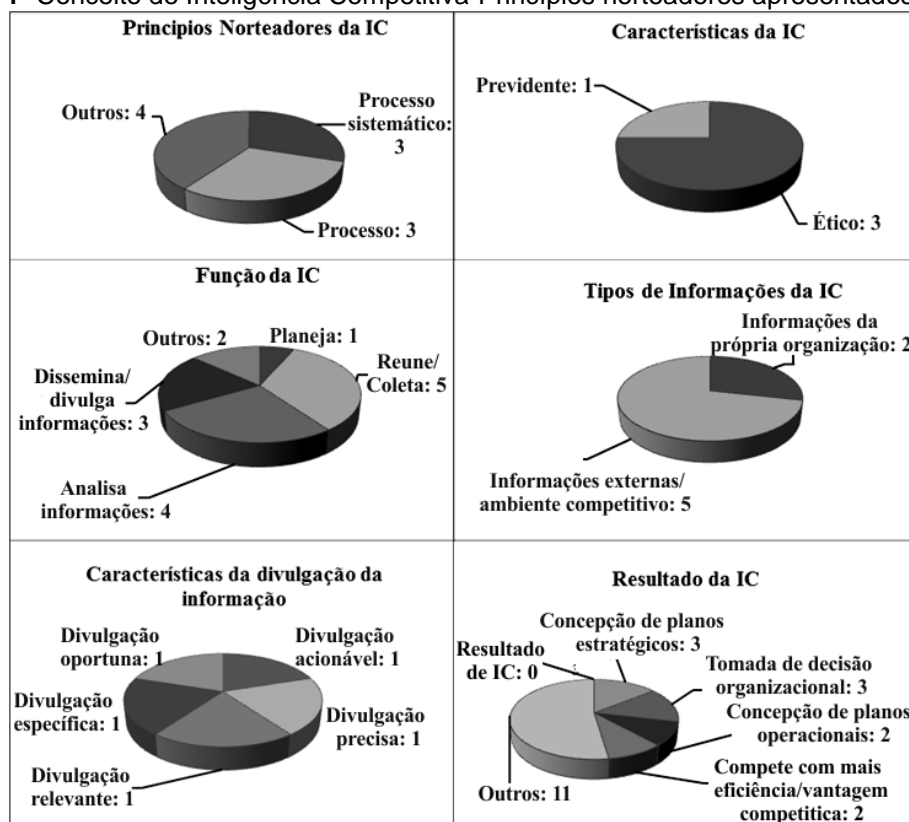 Conceito de Inteligência Competitiva Princípios norteadores apresentados
Principios Norteadores da IC
Outros: 4
Processo
sistemático:
3
Processo: 3
Características da IC
Previdente: 1
Ético: 3
Função da IC
Outros: 2
Planeja: 1
Reune/
Coleta: 5
Dissemina/
divulga
informações: 3
Analisa
informações: 4
Tipos de Informações da IC
Informações da
própria organização: 2
Informações externas/
ambiente competitivo: 5
Características da divulgação da
informação
Divulgação
oportuna: 1
Divulgação
acionável: 1
Divulgação
específica: 1
Divulgação
precisa: 1
Divulgação
relevante: 1
Resultado da IC
Concepção de planos
estratégicos: 3
Resultado
de IC: 0
Tomada de decisão
organizacional: 3
Concepção de planos
operacionais: 2
Outros: 11
Compete com mais
eficiência/vantagem
competitica: 2